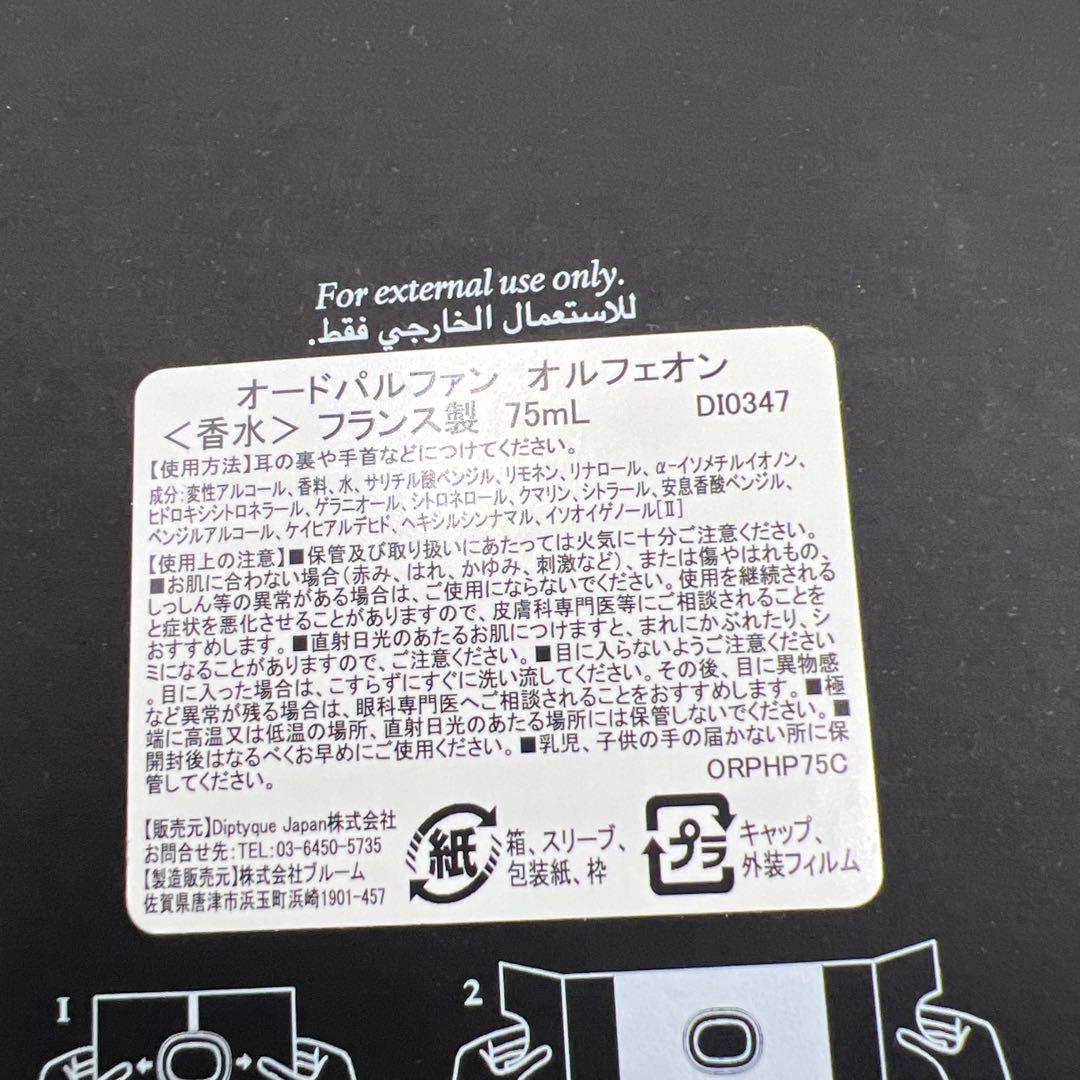 For external use only.
للاستعمال الخارجي فقط.
オードパルファン オルフェオン
<香水> フランス製 75mL DI0347
【使用方法】耳の裏や手首などにつけてください。
成分:変性アルコール、香料、水、サリチル酸ベンジル、リモネン、リナロール、α-イソメチルイオノン、
ヒドロキシシトロネラール、ゲラニオール、シトロネロール、クマリン、シトラール、安息香酸ベンジル、
ベンジルアルコール、ケイヒアルデヒド、ヘキシルシンナマル、イソオイゲノール[Ⅱ]
【使用上の注意】■保管及び取り扱いにあたっては火気に十分ご注意ください。
■お肌に合わない場合(赤み、はれ、かゆみ、刺激など)、または傷やはれもの、
しっしん等の異常がある場合は、ご使用にならないでください。使用を継続される
と症状を悪化させることがありますので、皮膚科専門医等にご相談されることを
おすすめします。■直射日光のあたるお肌につけますと、まれにかぶれたり、シ
ミになることがありますので、ご注意ください。■目に入らないようご注意ください
。目に入った場合は、こすらずにすぐに洗い流してください。その後、目に異物感
など異常が残る場合は、眼科専門医へご相談されることをおすすめします。■極
端に高温又は低温の場所、直射日光のあたる場所には保管しないでください。■
開封後はなるべくお早めにご使用ください。■乳児、子供の手の届かない所に保
管してください。
ORPHP75C
【販売元】Diptyque Japan株式会社
お問合せ先:TEL:03-6450-5735
【製造販売元】株式会社ブルーム
佐賀県唐津市浜玉町浜崎1901-457
紙
箱、スリーブ、
包装紙、枠
プラ
キャップ、
外装フィルム
1
2